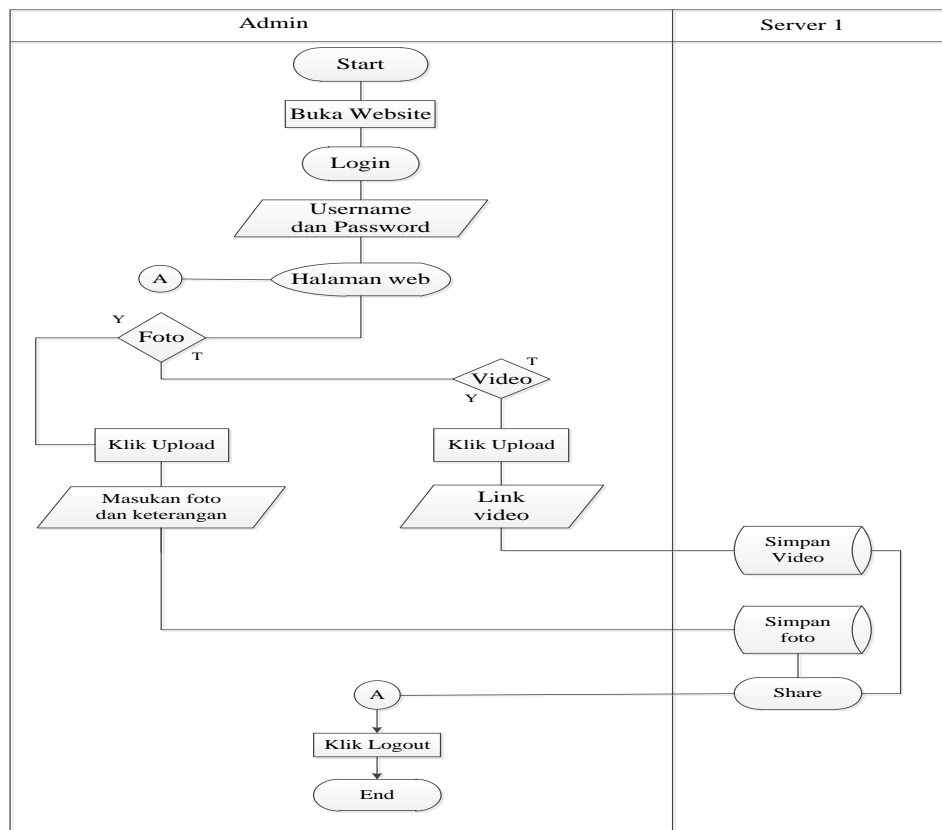 Admin
Server 1
Start
Buka Website
Login
Username
dan Password
A
Halaman web
Y
Foto
T
T
Video
Y
Klik Upload
Klik Upload
Masukan foto
dan keterangan
Link
video
Simpan
Video
Simpan
foto
A
Share
Klik Logout
End